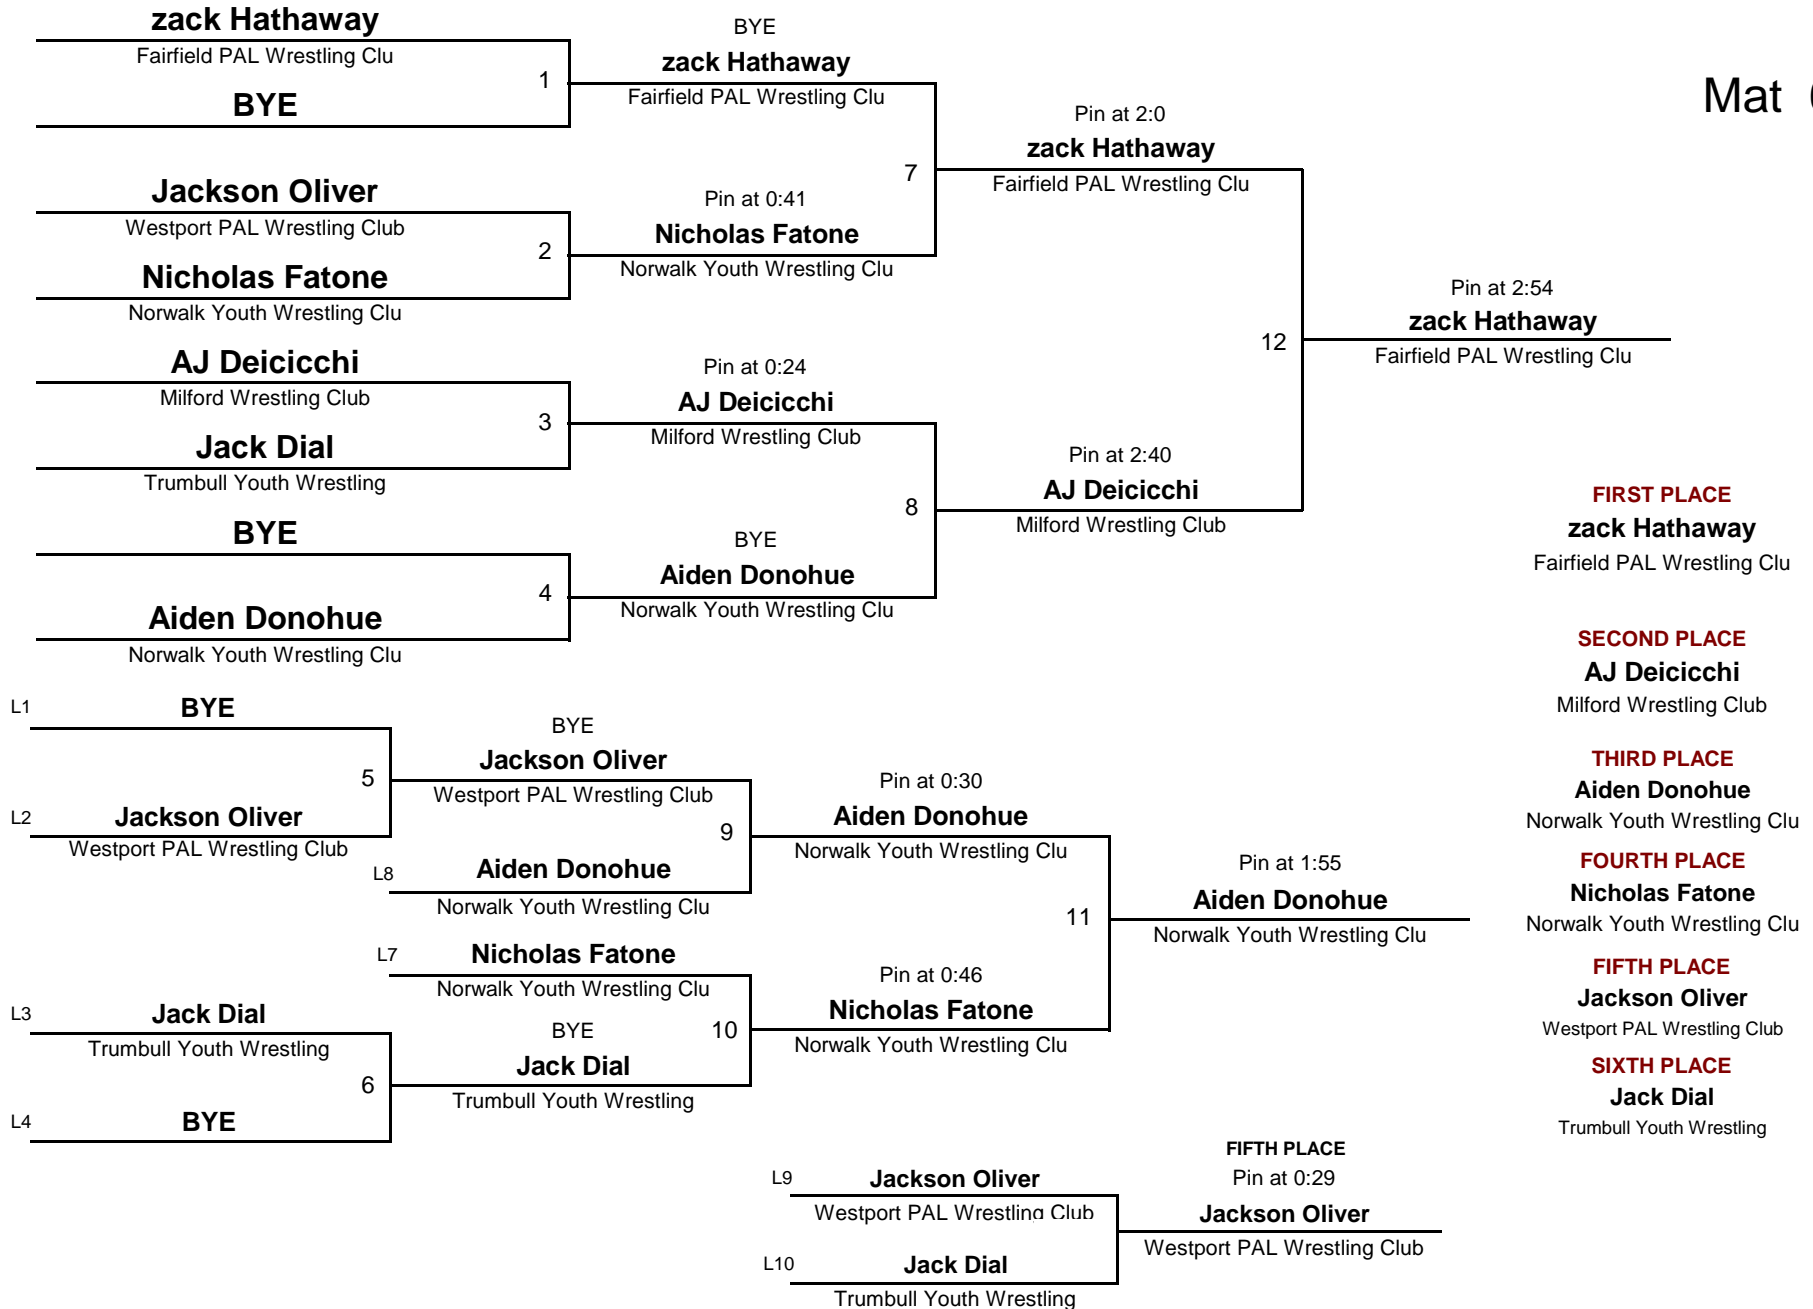 zack Hathaway
Fairfield PAL Wrestling Clu
1
BYE
BYE
zack Hathaway
Fairfield PAL Wrestling Clu
Mat
Jackson Oliver
Westport PAL Wrestling Club
2
Nicholas Fatone
Norwalk Youth Wrestling Clu
7
Pin at 0:41
Nicholas Fatone
Norwalk Youth Wrestling Clu
Pin at 2:0
zack Hathaway
Fairfield PAL Wrestling Clu
AJ Deicicchi
Milford Wrestling Club
3
Jack Dial
Trumbull Youth Wrestling
Pin at 0:24
AJ Deicicchi
Milford Wrestling Club
12
Pin at 2:54
zack Hathaway
Fairfield PAL Wrestling Clu
BYE
4
Aiden Donohue
Norwalk Youth Wrestling Clu
8
BYE
Aiden Donohue
Norwalk Youth Wrestling Clu
Pin at 2:40
AJ Deicicchi
Milford Wrestling Club
FIRST PLACE
zack Hathaway
Fairfield PAL Wrestling Clu
SECOND PLACE
AJ Deicicchi
Milford Wrestling Club
THIRD PLACE
Aiden Donohue
Norwalk Youth Wrestling Clu
FOURTH PLACE
Nicholas Fatone
Norwalk Youth Wrestling Clu
FIFTH PLACE
Jackson Oliver
Westport PAL Wrestling Club
SIXTH PLACE
Jack Dial
Trumbull Youth Wrestling
L1
BYE
5
L2
Jackson Oliver
Westport PAL Wrestling Club
BYE
Jackson Oliver
Westport PAL Wrestling Club
9
L8
Aiden Donohue
Norwalk Youth Wrestling Clu
Pin at 0:30
Aiden Donohue
Norwalk Youth Wrestling Clu
11
Pin at 1:55
Aiden Donohue
Norwalk Youth Wrestling Clu
L7
Nicholas Fatone
Norwalk Youth Wrestling Clu
10
L3
Jack Dial
Trumbull Youth Wrestling
6
L4
BYE
BYE
Jack Dial
Trumbull Youth Wrestling
Pin at 0:46
Nicholas Fatone
Norwalk Youth Wrestling Clu
L9
Jackson Oliver
Westport PAL Wrestling Club
L10
Jack Dial
Trumbull Youth Wrestling
FIFTH PLACE
Pin at 0:29
Jackson Oliver
Westport PAL Wrestling Club